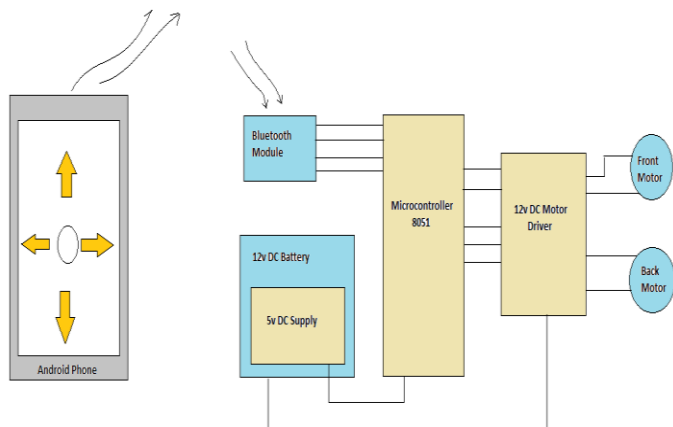 Android Phone
Bluetooth
Module
12v DC Battery
5v DC Supply
Microcontroller
8051
12v DC Motor
Driver
Front
Motor
Back
Motor